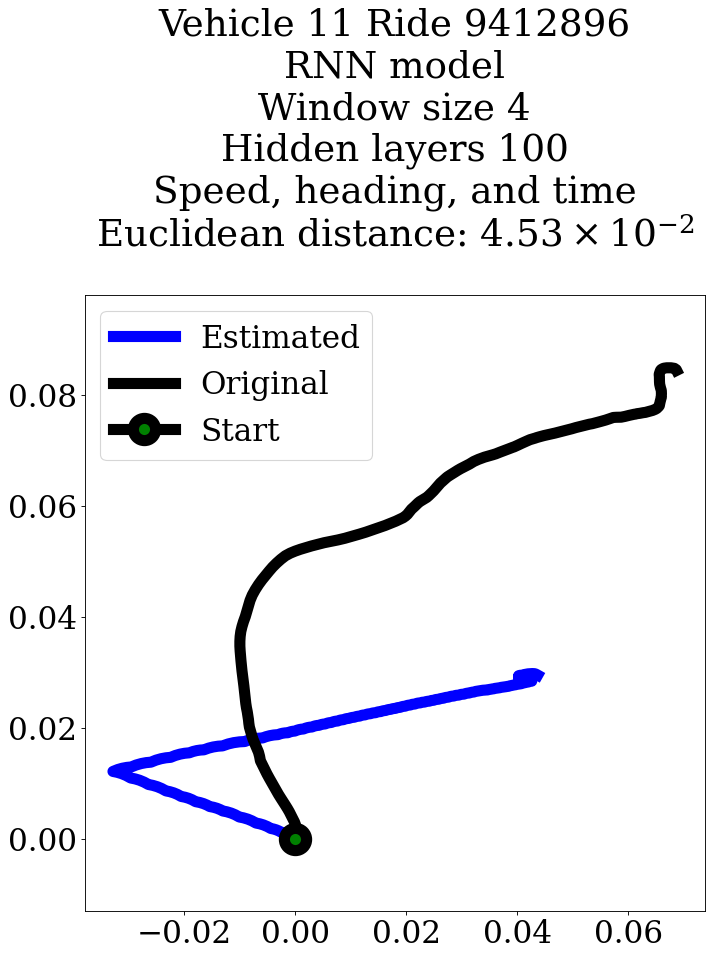 Vehicle 11 Ride 9412896
RNN model
Window size 4
Hidden layers 100
Speed, heading, and time
Euclidean distance: 4.53 × 10⁻²
Estimated
Original
Start
0.08
0.06
0.04
0.02
0.00
−0.02 0.00 0.02 0.04 0.06